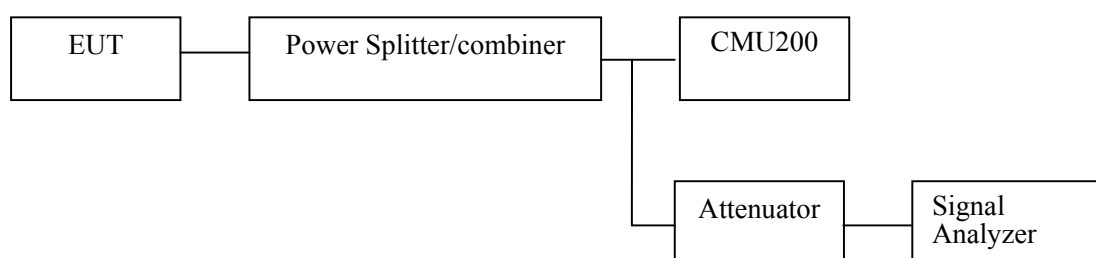 EUT
Power Splitter/combiner
CMU200
Attenuator
Signal
Analyzer